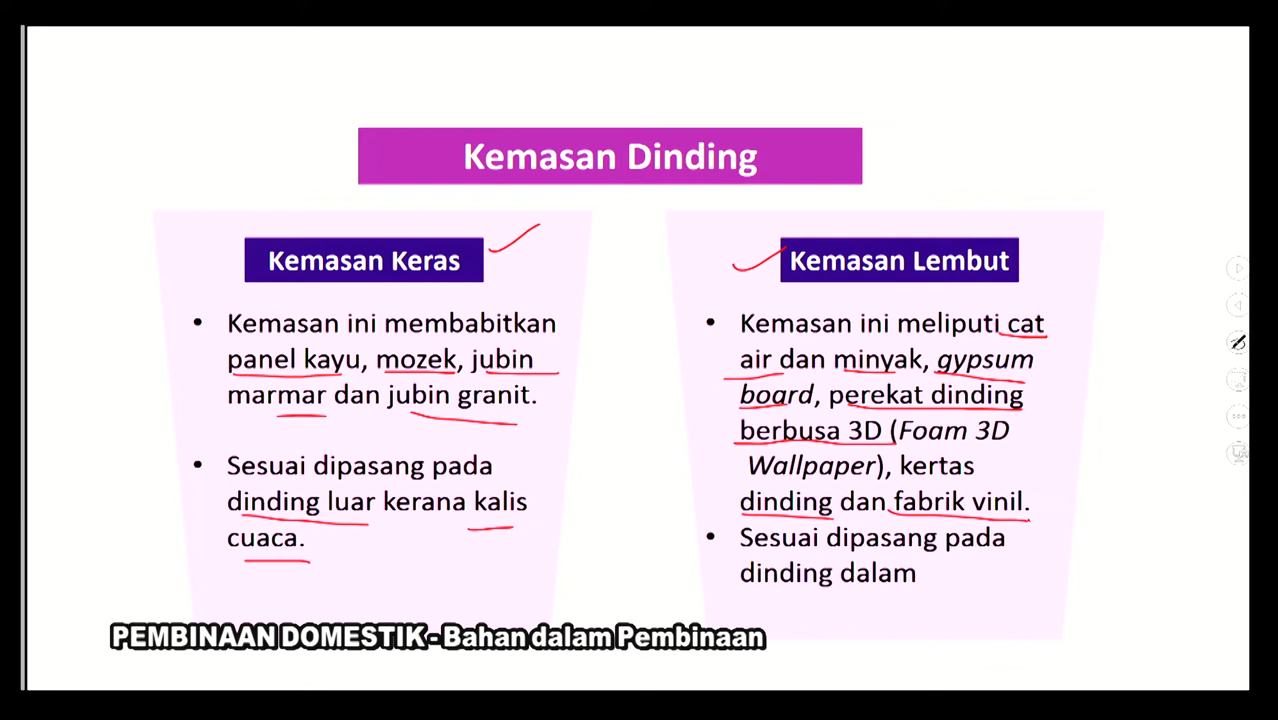 Kemasan Dinding
Kemasan Keras
• Kemasan ini membabitkan
panel kayu, mozek, jubin
marmar dan jubin granit.
• Sesuai dipasang pada
dinding luar kerana kalis
cuaca.
Kemasan Lembut
• Kemasan ini meliputi cat
air dan minyak, gypsum
board, perekat dinding
berbusa 3D (Foam 3D
Wallpaper), kertas
dinding dan fabrik vinil.
• Sesuai dipasang pada
dinding dalam
PEMBINAAN DOMESTIK - Bahan dalam Pembinaan